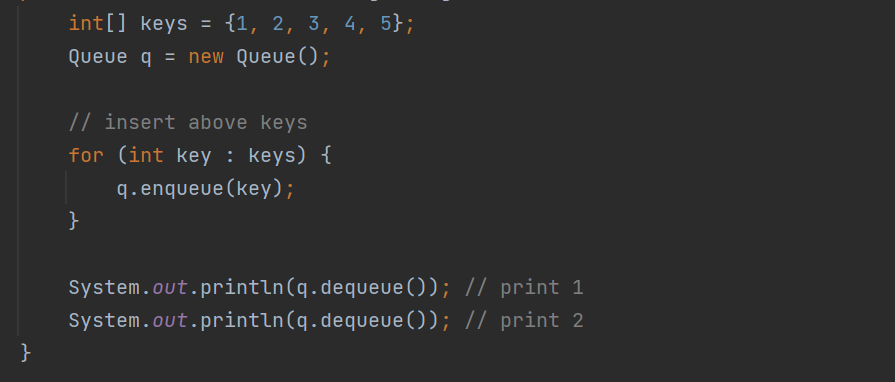 int[] keys = {1, 2, 3, 4, 5};
Queue q = new Queue();
// insert above keys
for (int key : keys) {
q.enqueue(key);
}
System.out.println(q.dequeue()); // print 1
System.out.println(q.dequeue()); // print 2
}